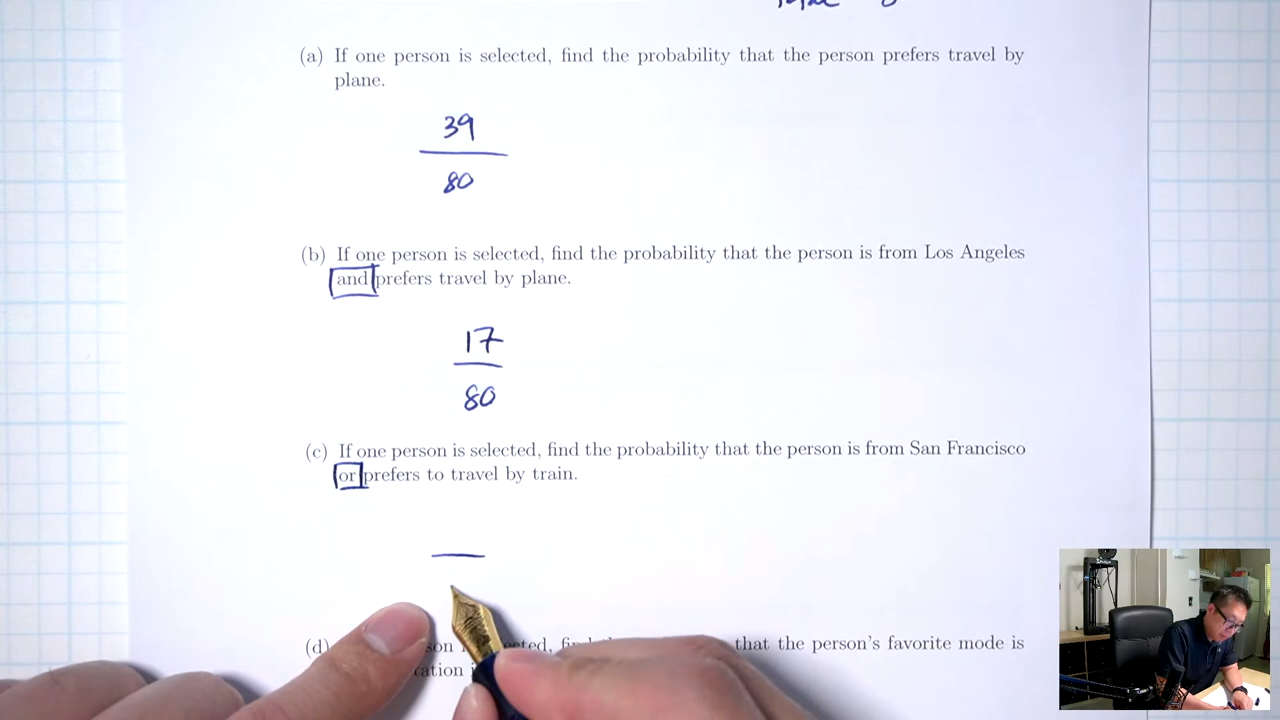 (a) If one person is selected, find the probability that the person prefers travel by
plane.
39
80
(b) If one person is selected, find the probability that the person is from Los Angeles
and prefers travel by plane.
17
80
(c) If one person is selected, find the probability that the person is from San Francisco
or prefers to travel by train.
(d) that the person's favorite mode is